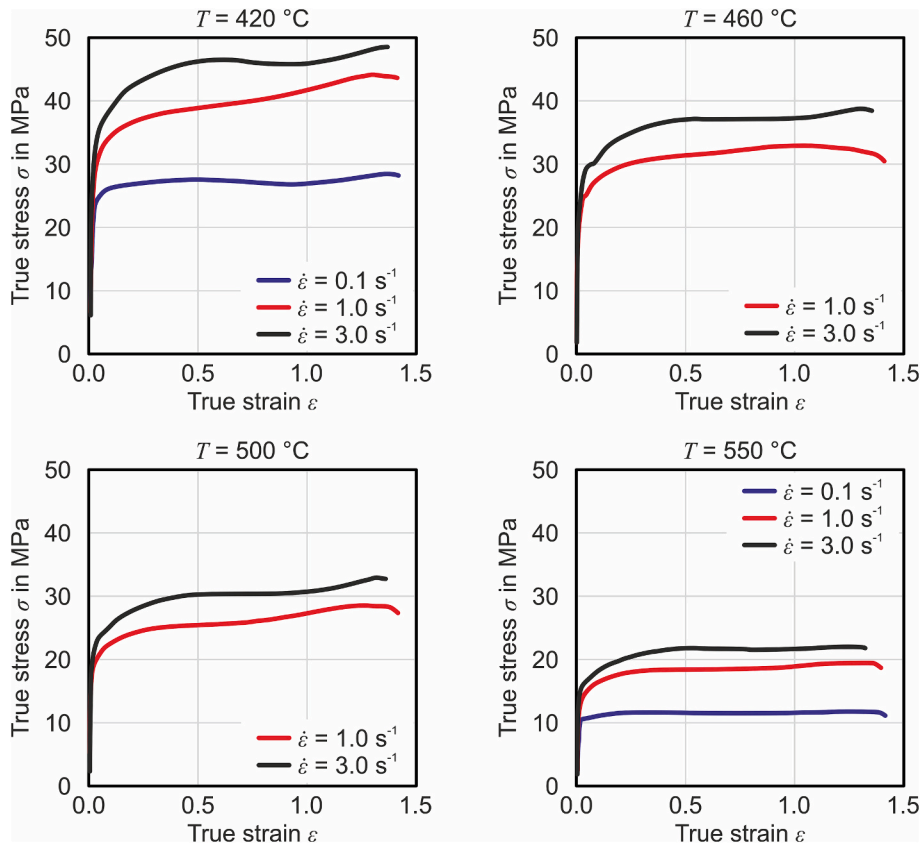 T = 420 °C
True stress σ in MPa
50
40
30
20
10
0
ε̇ = 0.1 s⁻¹
ε̇ = 1.0 s⁻¹
ε̇ = 3.0 s⁻¹
0.0 0.5 1.0 1.5
True strain ε
T = 460 °C
True stress σ in MPa
50
40
30
20
10
0
ε̇ = 1.0 s⁻¹
ε̇ = 3.0 s⁻¹
0.0 0.5 1.0 1.5
True strain ε
T = 500 °C
True stress σ in MPa
50
40
30
20
10
0
ε̇ = 1.0 s⁻¹
ε̇ = 3.0 s⁻¹
0.0 0.5 1.0 1.5
True strain ε
T = 550 °C
True stress σ in MPa
50
40
30
20
10
0
ε̇ = 0.1 s⁻¹
ε̇ = 1.0 s⁻¹
ε̇ = 3.0 s⁻¹
0.0 0.5 1.0 1.5
True strain ε